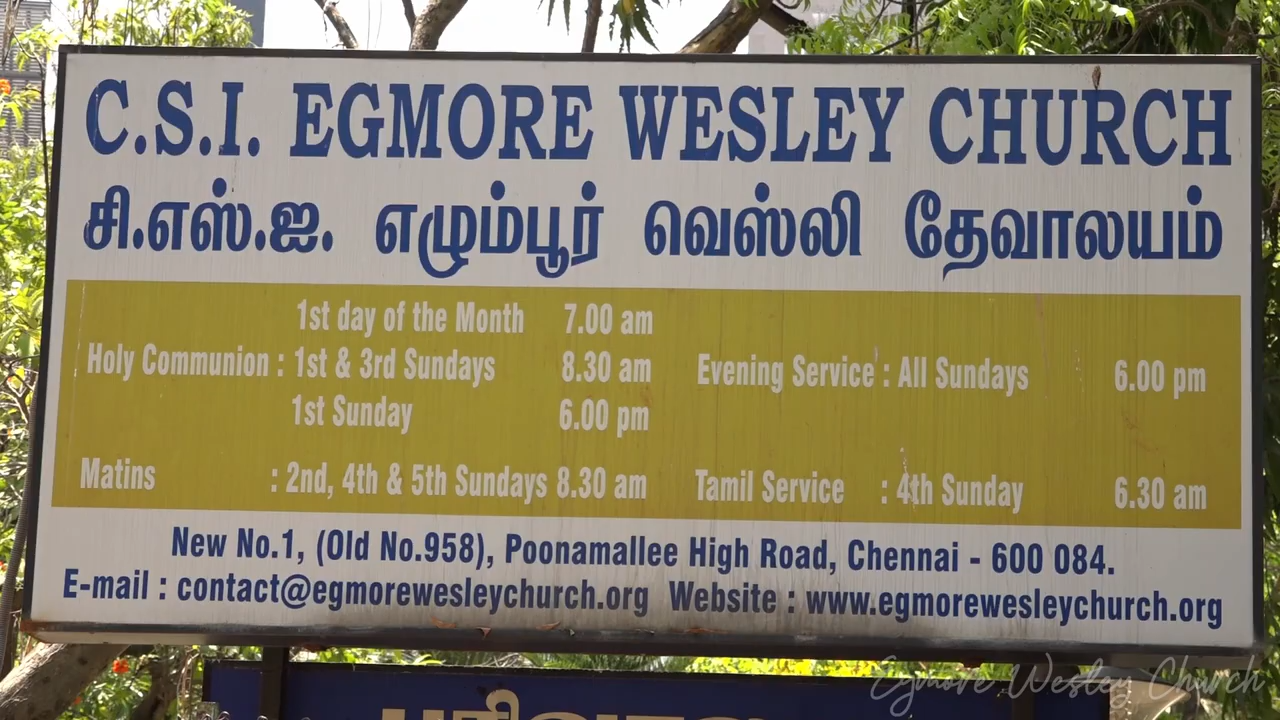 C.S.I. EGMORE WESLEY CHURCH
சி.எஸ்.ஐ. எழும்பூர் வெஸ்லி தேவாலயம்
1st day of the Month 7.00 am
Holy Communion : 1st & 3rd Sundays 8.30 am Evening Service : All Sundays 6.00 pm
1st Sunday 6.00 pm
Matins : 2nd, 4th & 5th Sundays 8.30 am Tamil Service : 4th Sunday 6.30 am
New No.1, (Old No.958), Poonamallee High Road, Chennai - 600 084.
E-mail : contact@egmorewesleychurch.org Website : www.egmorewesleychurch.org
Egmore Wesley Church